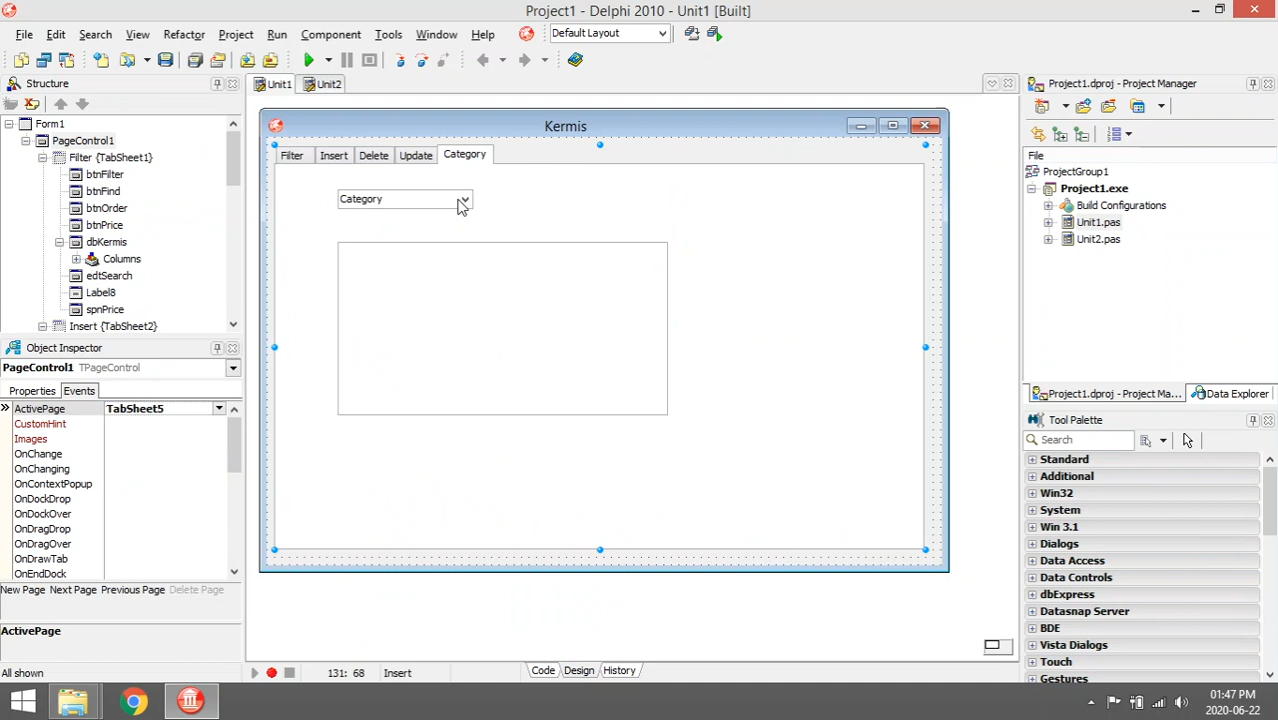 Project1 - Delphi 2010 - Unit1 [Built]
File Edit Search View Refactor Project Run Component Tools Window Help Default Layout
Structure
Form1
PageControl1
Filter {TabSheet1}
btnFilter
btnFind
btnOrder
btnPrice
dbKermis
Columns
edtSearch
Label8
spnPrice
Insert {TabSheet2}
Object Inspector
PageControl1 TPageControl
Properties Events
ActivePage TabSheet5
CustomHint
Images
OnChange
OnChanging
OnContextPopup
OnDockDrop
OnDockOver
OnDragDrop
OnDragOver
OnDrawTab
OnEndDock
New Page Next Page Previous Page Delete Page
ActivePage
All shown
Unit1 Unit2
Kermis
Filter Insert Delete Update Category
Category
131: 68 Insert
Code Design History
Project1.dproj - Project Manager
File
ProjectGroup1
Project1.exe
Build Configurations
Unit1.pas
Unit2.pas
Project1.dproj - Project Ma... Data Explorer
Tool Palette
Search
Standard
Additional
Win32
System
Win 3.1
Dialogs
Data Access
Data Controls
dbExpress
Datasnap Server
BDE
Vista Dialogs
Touch
Gestures
01:47 PM
2020-06-22